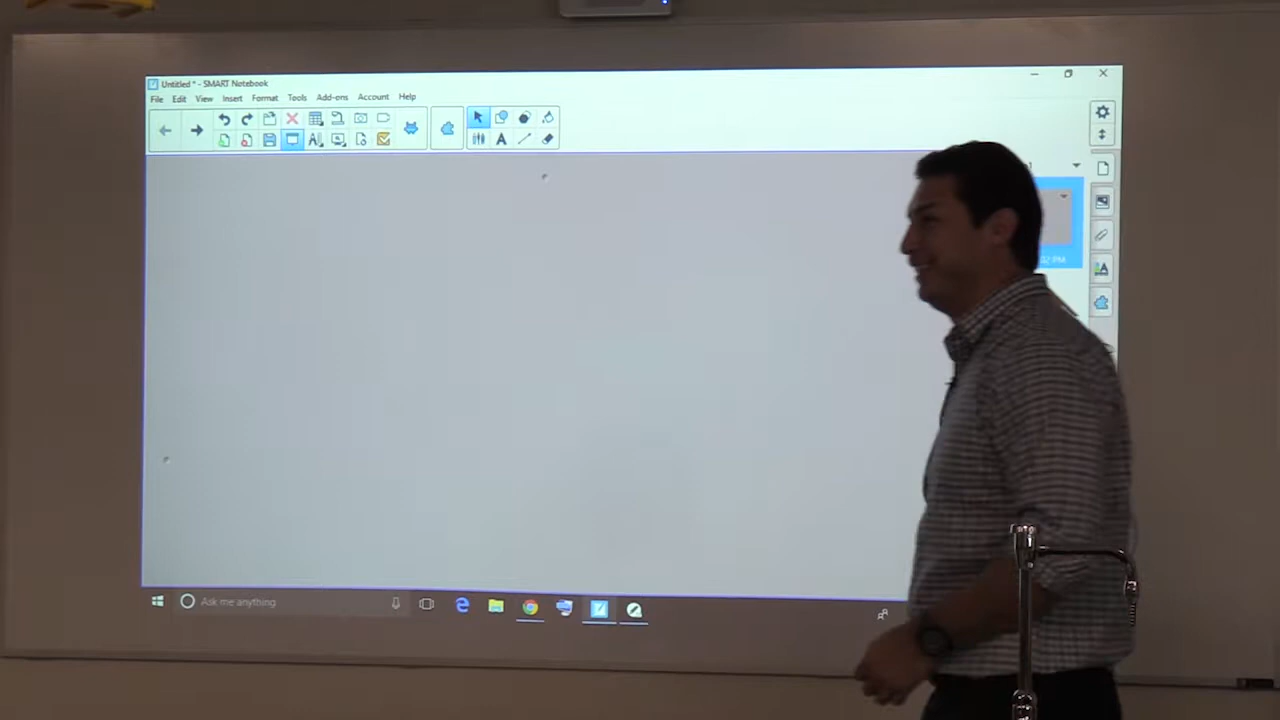 Untitled * - SMART Notebook
File Edit View Insert Format Tools Add-ons Account Help
Ask me anything